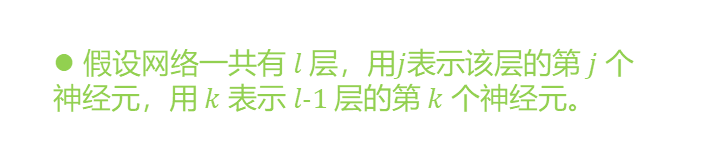 ● 假设网络一共有 l 层，用j表示该层的第 j 个
神经元，用 k 表示 l-1 层的第 k 个神经元。